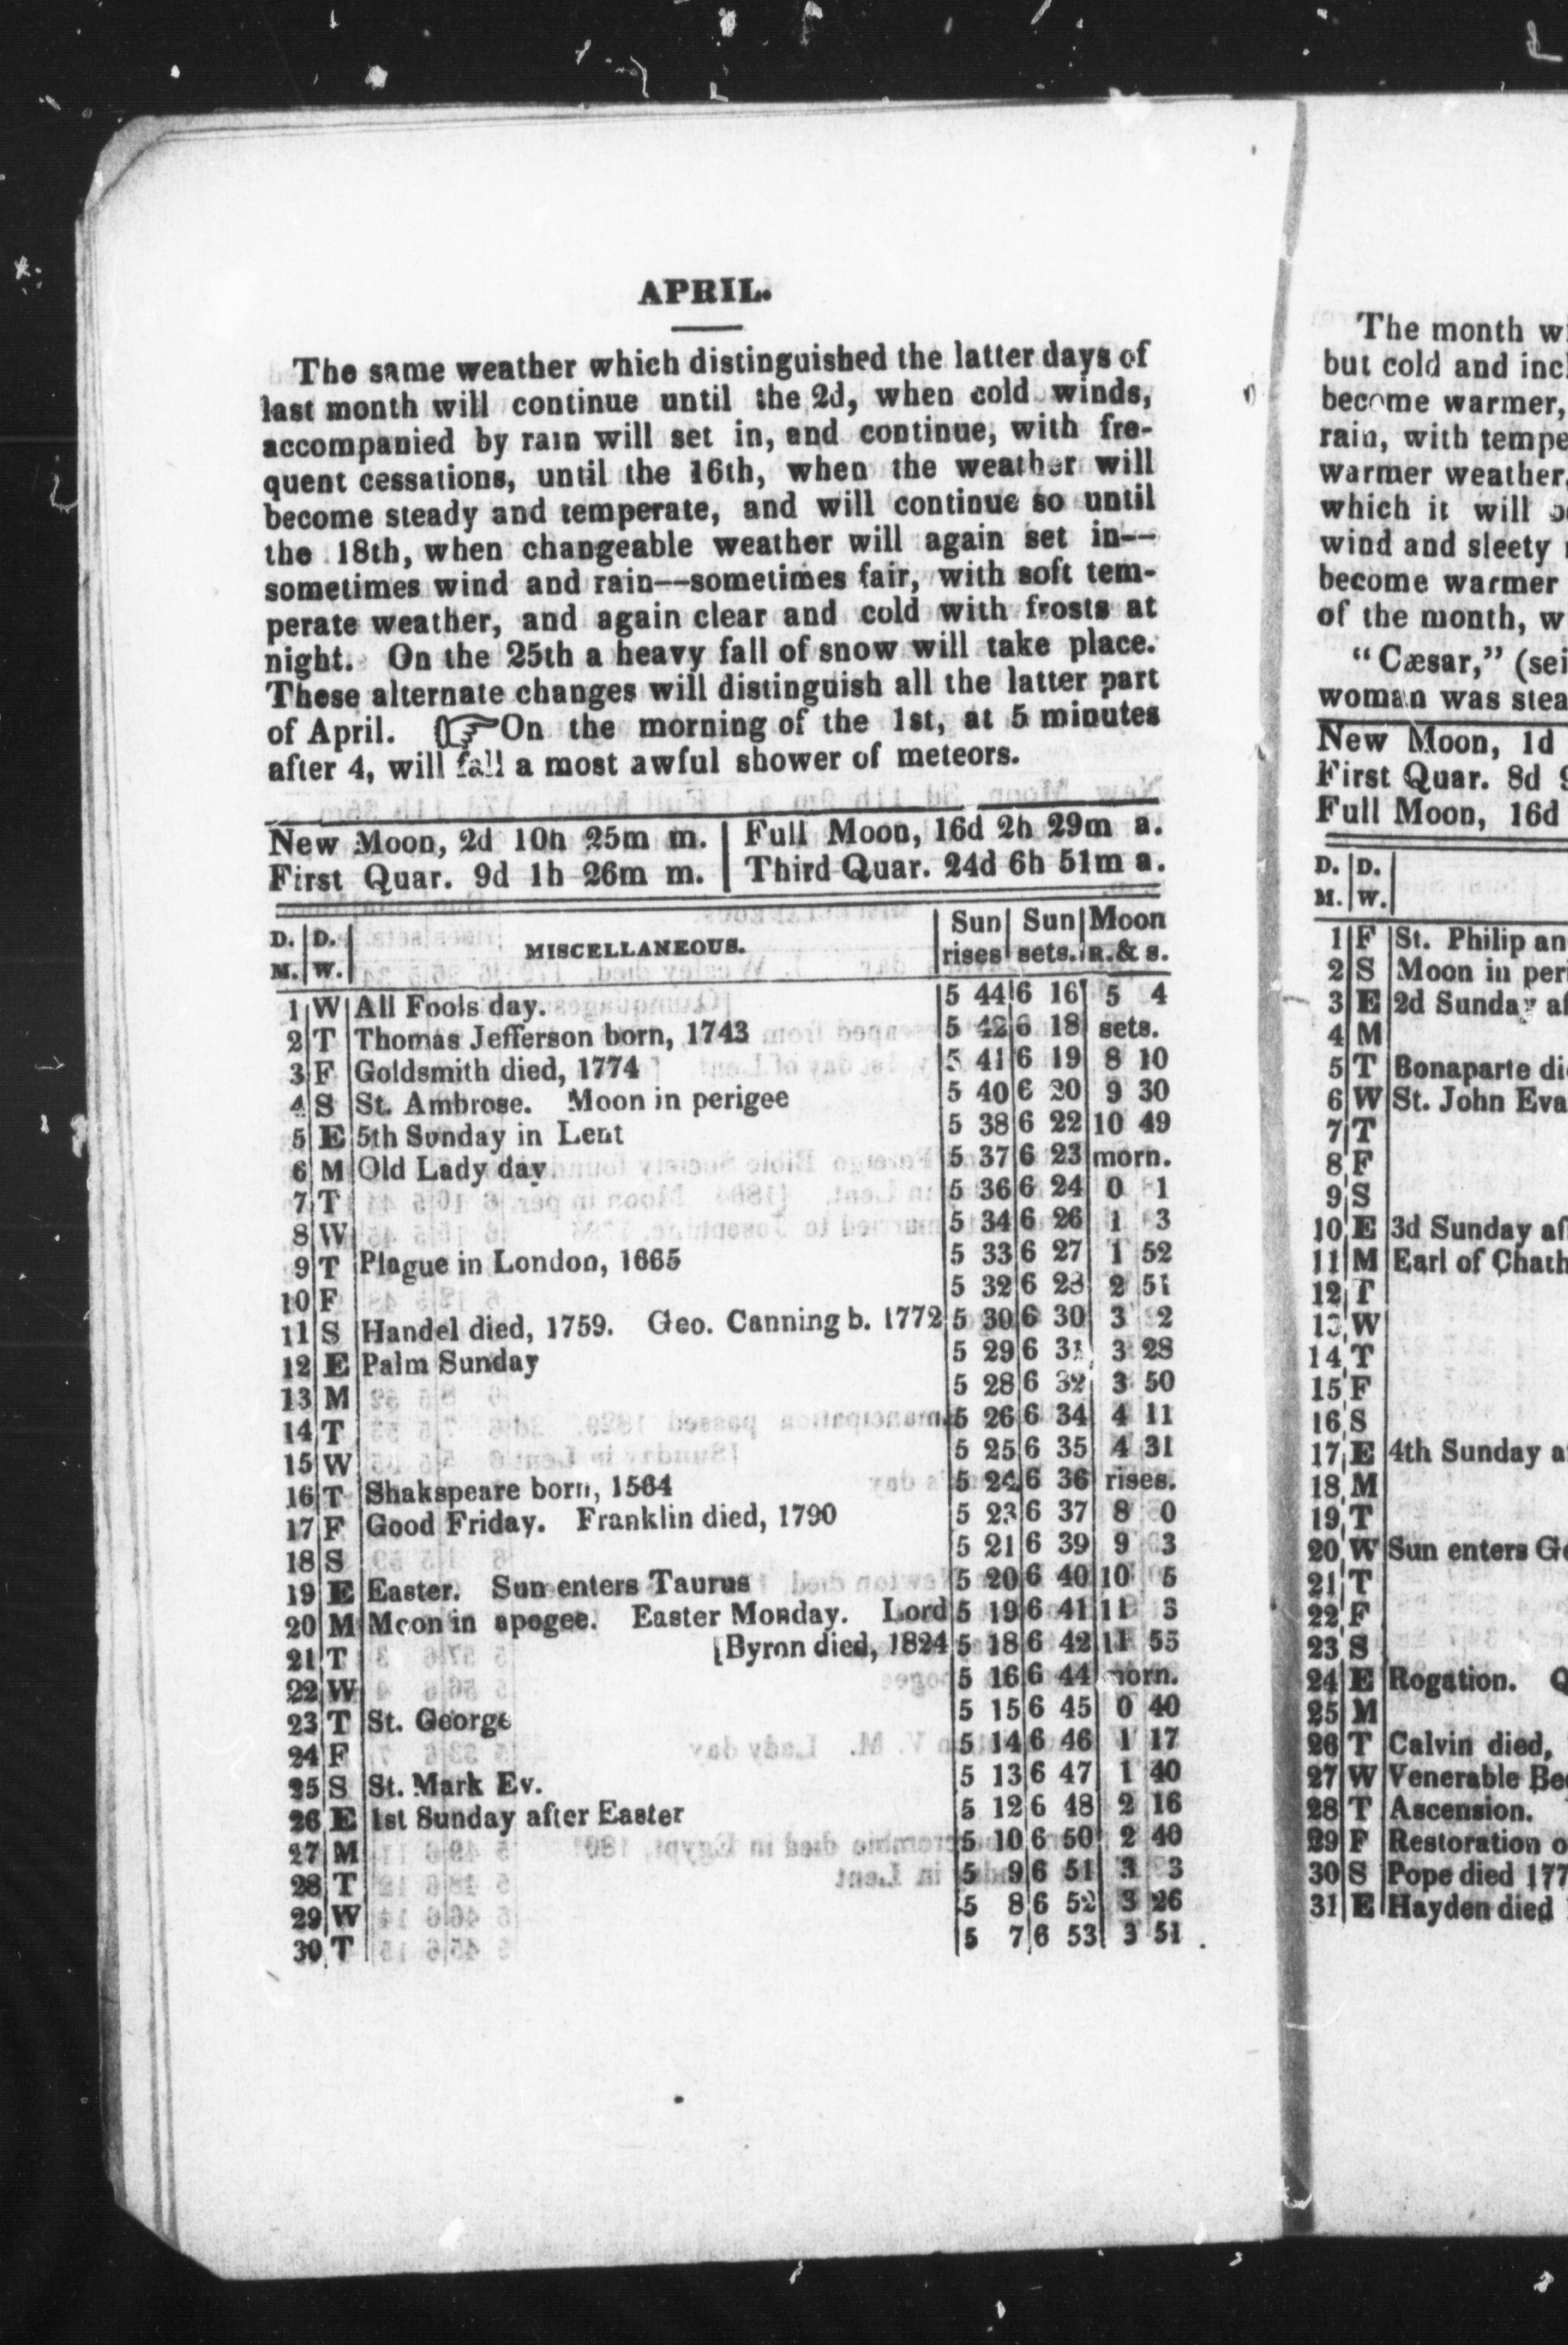 APRIL.
The same weather which distinguished the latter days of
last month will continue until the 2d, when cold winds,
accompanied by rain will set in, and continue, with fre-
quent cessations, until the 16th, when the weather will
become steady and temperate, and will continue so until
the 18th, when changeable weather will again set in--
sometimes wind and rain--sometimes fair, with soft tem-
perate weather, and again clear and cold with frosts at
night. On the 25th a heavy fall of snow will take place.
These alternate changes will distinguish all the latter part
of April. ☞On the morning of the 1st, at 5 minutes
after 4, will fall a most awful shower of meteors.
New Moon, 2d 10h 25m m. | Full Moon, 16d 2h 29m a.
First Quar. 9d 1h 26m m. | Third Quar. 24d 6h 51m a.
D. D. Sun Sun Moon
M. W. MISCELLANEOUS. rises sets. R. & s.
1 W All Fools day. 5 44 6 16 5 4
2 T Thomas Jefferson born, 1743 5 42 6 18 sets.
3 F Goldsmith died, 1774 5 41 6 19 8 10
4 S St. Ambrose. Moon in perigee 5 40 6 20 9 30
5 E 5th Sunday in Lent 5 38 6 22 10 49
6 M Old Lady day 5 37 6 23 morn.
7 T 5 36 6 24 0 1
8 W 5 34 6 26 1 3
9 T Plague in London, 1665 5 33 6 27 1 52
10 F 5 32 6 28 2 51
11 S Handel died, 1759. Geo. Canning b. 1772 5 30 6 30 3 2
12 E Palm Sunday 5 29 6 31 3 28
13 M 5 28 6 32 3 50
14 T 5 26 6 34 4 11
15 W 5 25 6 35 4 31
16 T Shakspeare born, 1564 5 24 6 36 rises.
17 F Good Friday. Franklin died, 1790 5 23 6 37 8 0
18 S 5 21 6 39 9 3
19 E Easter. Sun enters Taurus 5 20 6 40 10 5
20 M Moon in apogee. Easter Monday. Lord 5 19 6 41 11 3
21 T [Byron died, 1824 5 18 6 42 11 55
22 W 5 16 6 44 morn.
23 T St. George 5 15 6 45 0 40
24 F 5 14 6 46 1 17
25 S St. Mark Ev. 5 13 6 47 1 40
26 E 1st Sunday after Easter 5 12 6 48 2 16
27 M 5 10 6 50 2 40
28 T 5 9 6 51 3 3
29 W 5 8 6 52 3 26
30 T 5 7 6 53 3 51
The month
but cold and
become warmer,
rain, with
warmer weather,
which it will
wind and sleety
become warmer
of the month,
"Cæsar,"
woman was
New Moon, 1d
First Quar. 8d
Full Moon, 16d
D. D.
M. W.
1 F St. Philip
2 S Moon in
3 E 2d Sunday
4 M
5 T Bonaparte
6 W St. John
7 T
8 F
9 S
10 E 3d Sunday
11 M Earl of
12 T
13 W
14 T
15 F
16 S
17 E 4th Sunday
18 M
19 T
20 W Sun enters
21 T
22 F
23 S
24 E Rogation.
25 M
26 T Calvin died,
27 W Venerable
28 T Ascension.
29 F Restoration
30 S Pope died
31 E Hayden died